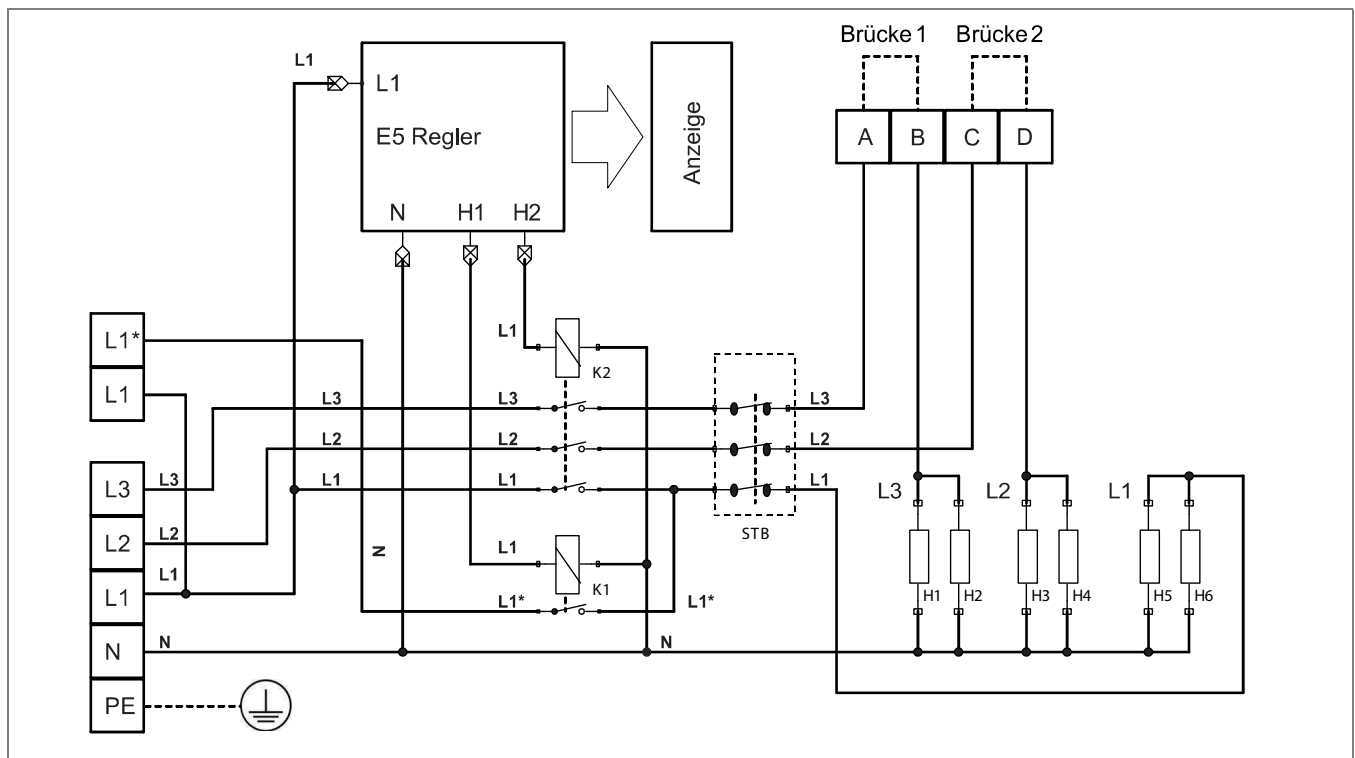 Brücke 1 Brücke 2
L1
L1
E5 Regler
Anzeige
A B C D
N H1 H2
L1*
L1
L1
K2
L3 L3 L3
L2 L2 L2
L3 L3
L1 L1 L1
L3 L2 L1
STB
L2 L2
N
L1
L1 L1
K1
H1 H2 H3 H4 H5 H6
L1* L1*
N N N
PE